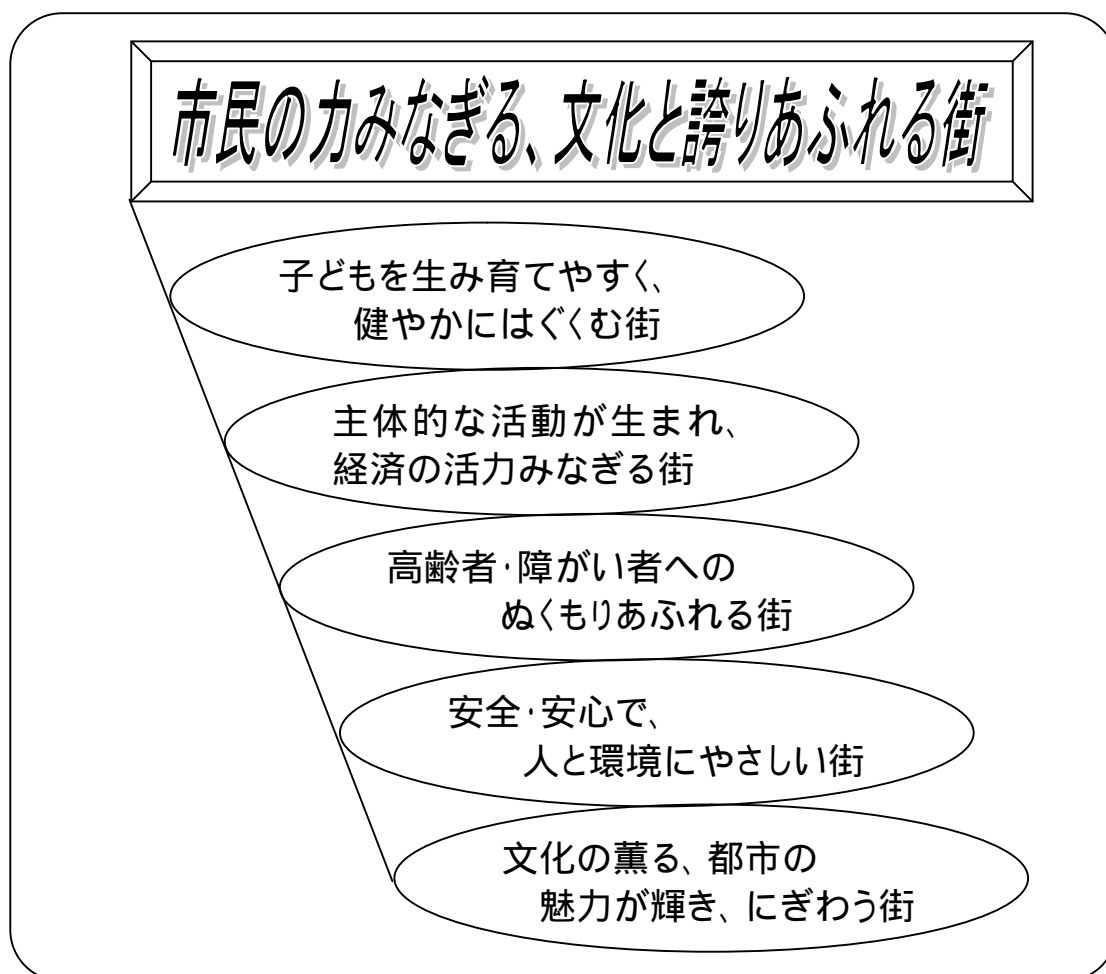 市民の力みなぎる、文化と誇りあふれる街
子どもを生み育てやすく、
健やかにはぐくむ街
主体的な活動が生まれ、
経済の活力みなぎる街
高齢者・障がい者への
ぬくもりあふれる街
安全・安心で、
人と環境にやさしい街
文化の薫る、都市の
魅力が輝き、にぎわう街